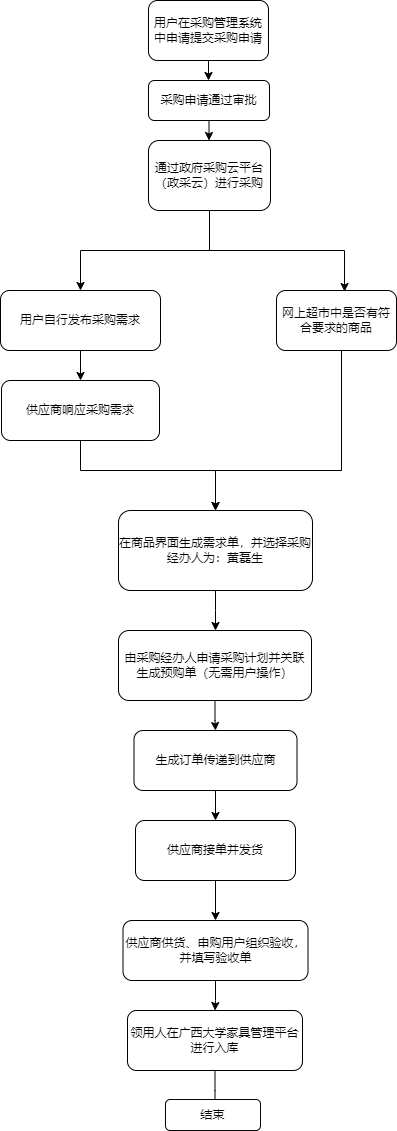 用户在采购管理系统
中申请提交采购申请
采购申请通过审批
通过政府采购云平台
（政采云）进行采购
用户自行发布采购需求
网上超市中是否有符
合要求的商品
供应商响应采购需求
在商品界面生成需求单，并选择采购
经办人为：黄磊生
由采购经办人申请采购计划并关联
生成预购单（无需用户操作）
生成订单传递到供应商
供应商接单并发货
供应商供货、申购用户组织验收，
并填写验收单
领用人在广西大学家具管理平台
进行入库
结束